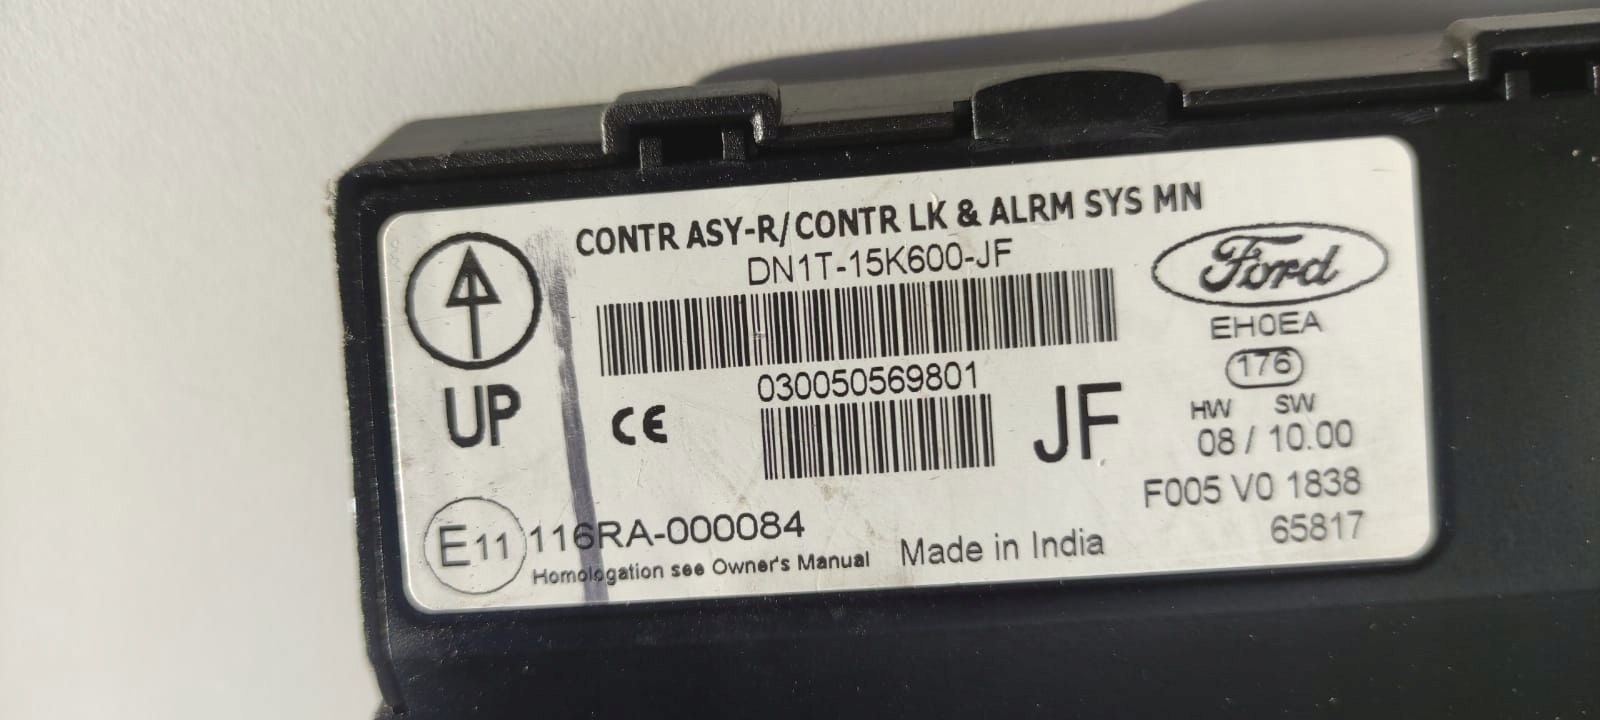 CONTR ASY-R/CONTR LK & ALRM SYS MN
DN1T-15K600-JF
Ford
EH0EA
176
UP
030050569801
CE
JF
HW SW
08 / 10.00
F005 V0 1838
65817
E11 116RA-000084
Homologation see Owner's Manual
Made in India